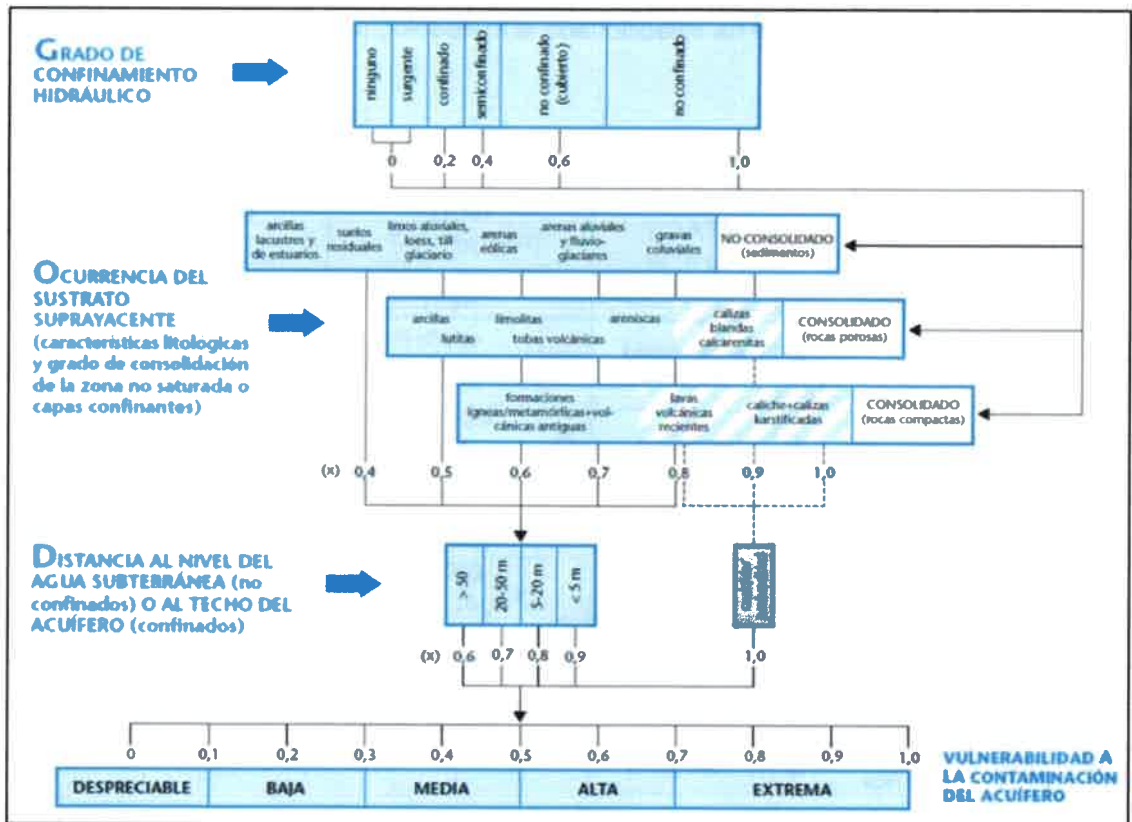 GRADO DE
CONFINAMIENTO
HIDRÁULICO
ninguno
surgente
confinado
semiconfinado
no confinado
(cubierto)
no confinado
0
0,2
0,4
0,6
1,0
OCURRENCIA DEL
SUSTRATO
SUPRAYACENTE
(características litologicas
y grado de consolidación
de la zona no saturada o
capas confinantes)
arcillas
lacustres y
de estuarios
suelos
residuales
limos aluviales,
loess, till
glaciario
arenas
eólicas
arenas aluviales
y fluvio-
glaciares
gravas
coluviales
NO CONSOLIDADO
(sedimentos)
arcillas
lutitas
limolitas
tobas volcánicas
areniscas
calizas
blandas
calcarenitas
CONSOLIDADO
(rocas porosas)
formaciones
ígneas/metamórficas+vol-
cánicas antiguas
lavas
volcánicas
recientes
caliche+calizas
karstificadas
CONSOLIDADO
(rocas compactas)
(x) 0,4 0,5 0,6 0,7 0,8 0,9 1,0
DISTANCIA AL NIVEL DEL
AGUA SUBTERRÁNEA (no
confinados) O AL TECHO DEL
ACUÍFERO (confinados)
> 50
20-50 m
5-20 m
< 5 m
(x) 0,6 0,7 0,8 0,9 1,0
0 0,1 0,2 0,3 0,4 0,5 0,6 0,7 0,8 0,9 1,0
DESPRECIABLE BAJA MEDIA ALTA EXTREMA
VULNERABILIDAD A
LA CONTAMINACIÓN
DEL ACUÍFERO